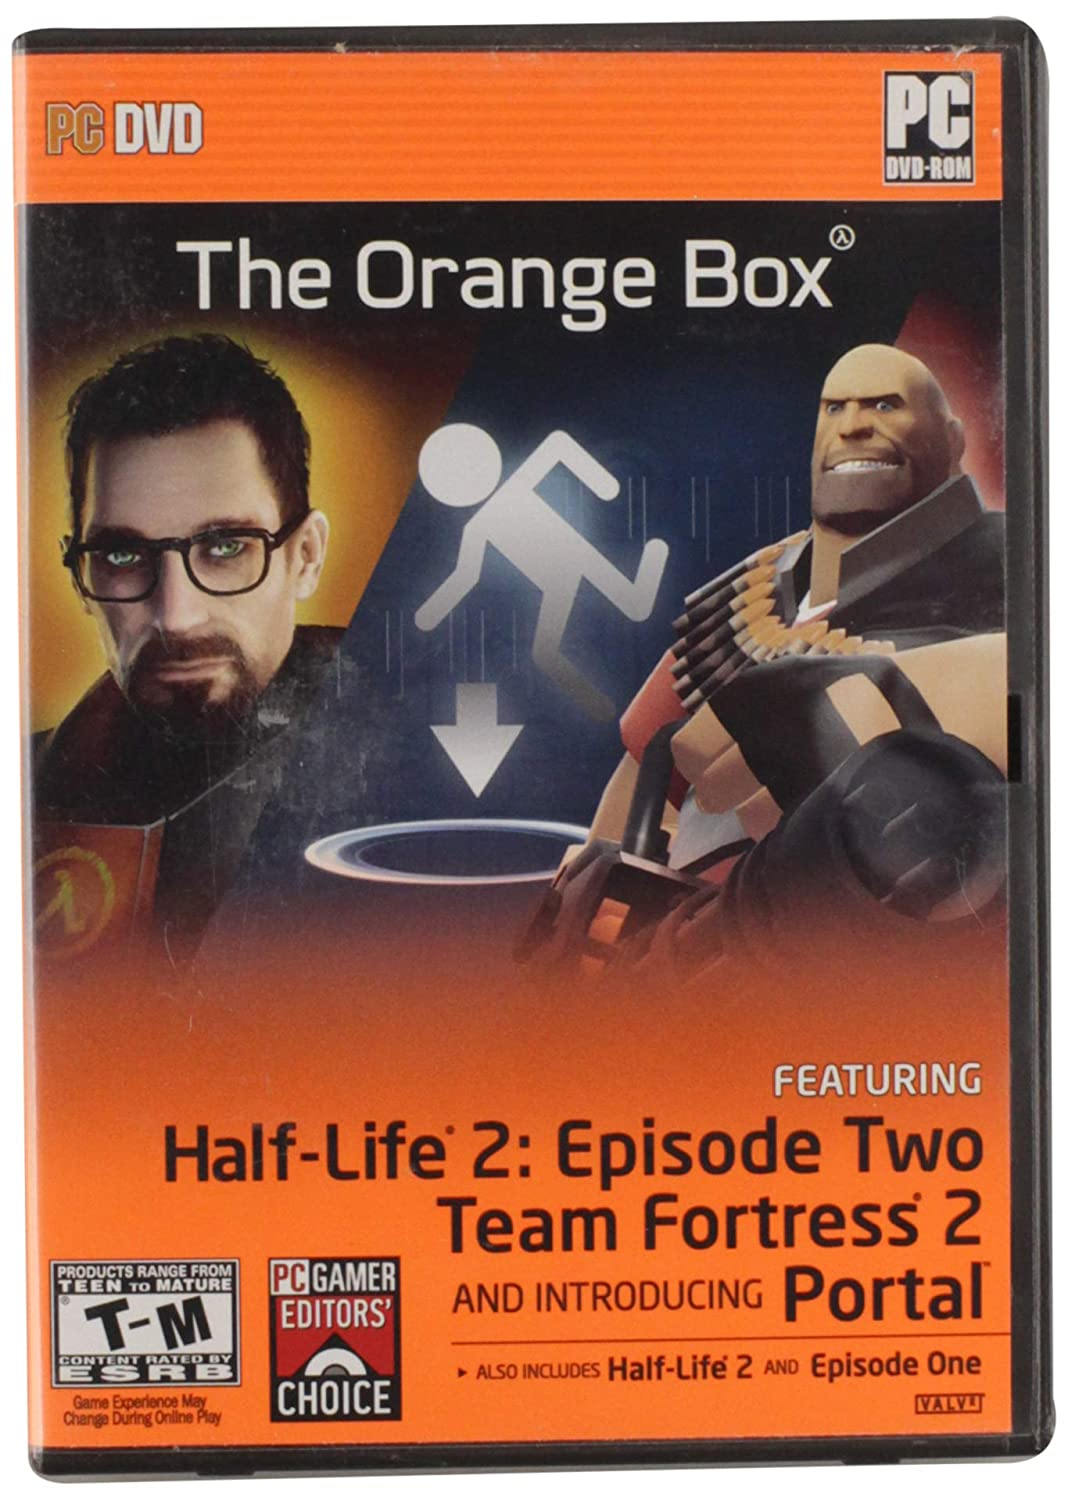 PC DVD
PC
DVD-ROM
The Orange Box
FEATURING
Half-Life® 2: Episode Two
Team Fortress® 2
AND INTRODUCING Portal™
▸ ALSO INCLUDES Half-Life® 2 AND Episode One
VALVE
PRODUCTS RANGE FROM
TEEN TO MATURE
T-M
®
CONTENT RATED BY
ESRB
Game Experience May
Change During Online Play
PC GAMER
EDITORS'
CHOICE